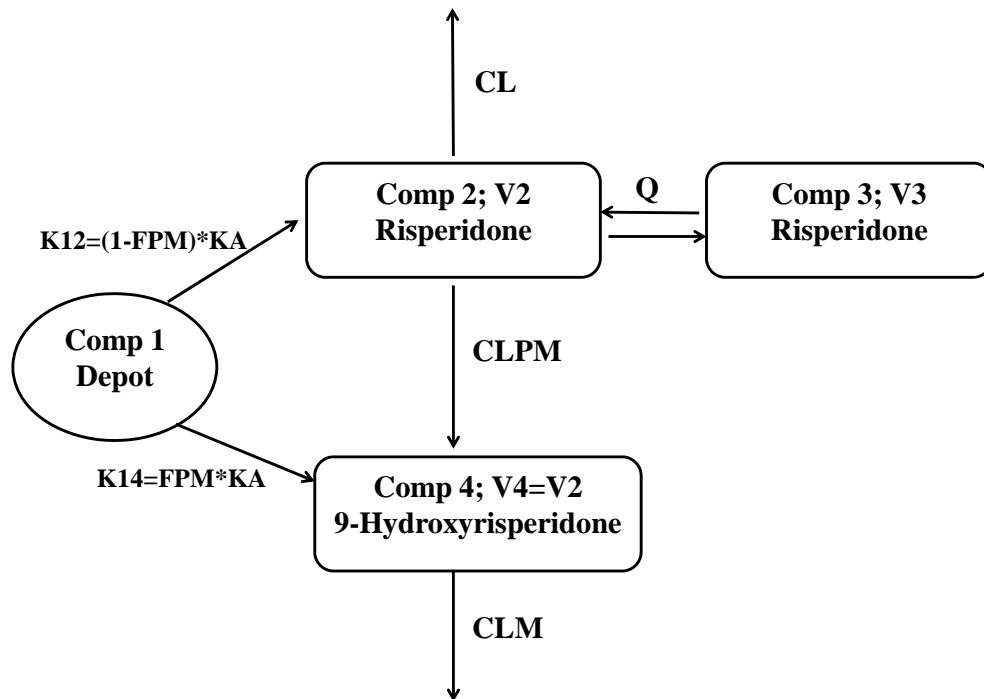 CL
Comp 2; V2
Risperidone
Q
Comp 3; V3
Risperidone
K12=(1-FPM)*KA
Comp 1
Depot
CLPM
K14=FPM*KA
Comp 4; V4=V2
9-Hydroxyrisperidone
CLM